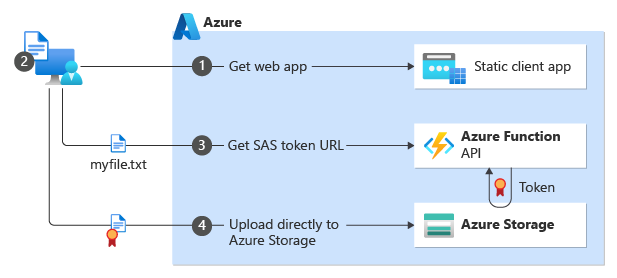 Azure
2
1 Get web app
Static client app
3 Get SAS token URL
Azure Function
API
myfile.txt
Token
4 Upload directly to
Azure Storage
Azure Storage